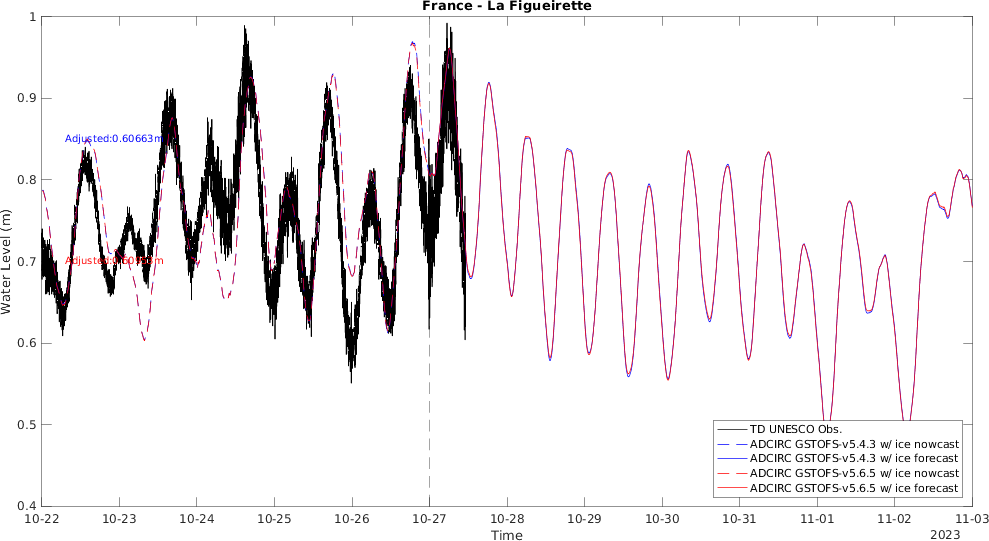 France - La Figueirette
Water Level (m)
1
0.9
0.8
0.7
0.6
0.5
0.4
Adjusted:0.60663m
TD UNESCO Obs.
ADCIRC GSTOFS-v5.4.3 w/ ice nowcast
ADCIRC GSTOFS-v5.4.3 w/ ice forecast
ADCIRC GSTOFS-v5.6.5 w/ ice nowcast
ADCIRC GSTOFS-v5.6.5 w/ ice forecast
10-22 10-23 10-24 10-25 10-26 10-27 10-28 10-29 10-30 10-31 11-01 11-02 11-03
Time
2023